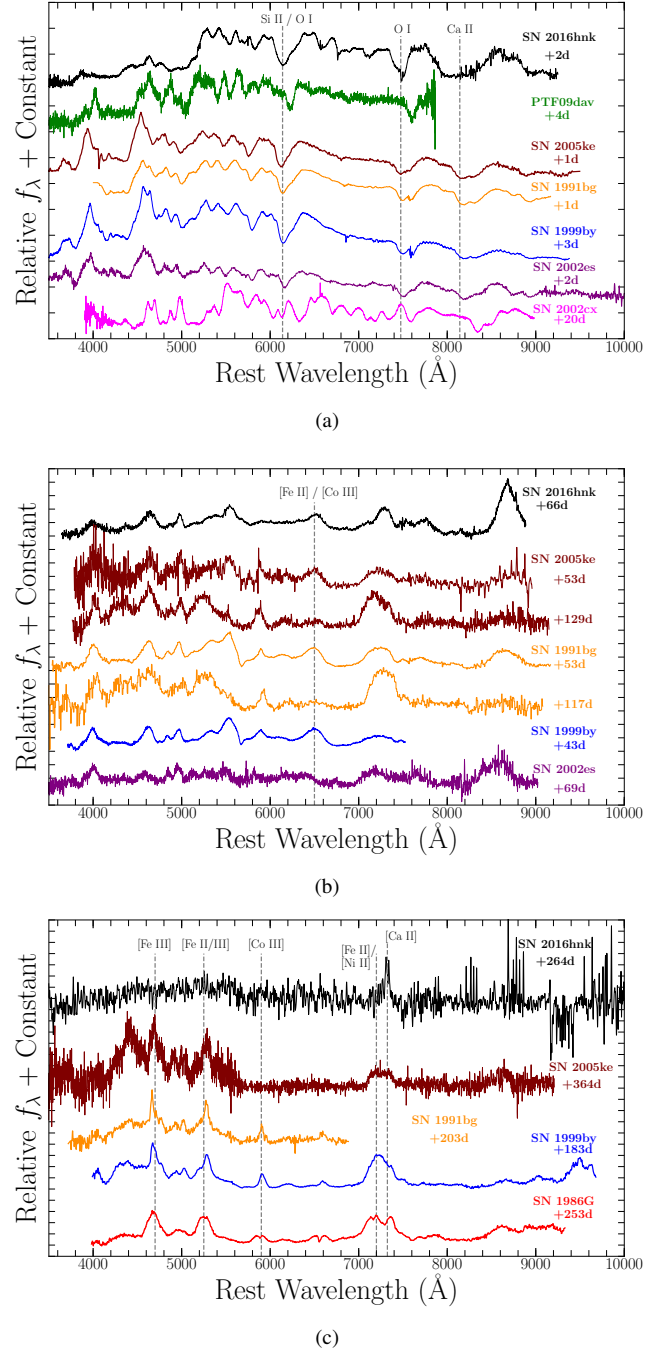 Si II / O I
O I
Ca II
SN 2016hnk
+2d
PTF09dav
+4d
SN 2005ke
+1d
SN 1991bg
+1d
SN 1999by
+3d
SN 2002es
+2d
SN 2002cx
+20d
Relative fλ + Constant
4000 5000 6000 7000 8000 9000 10000
Rest Wavelength (Å)
(a)
[Fe II] / [Co III]
SN 2016hnk
+66d
SN 2005ke
+53d
+129d
SN 1991bg
+53d
+117d
SN 1999by
+43d
SN 2002es
+69d
Relative fλ + Constant
4000 5000 6000 7000 8000 9000 10000
Rest Wavelength (Å)
(b)
[Fe III]
[Fe II/III]
[Co III]
[Fe II]/
[Ni II]
[Ca II]
SN 2016hnk
+264d
SN 2005ke
+364d
SN 1991bg
+203d
SN 1999by
+183d
SN 1986G
+253d
Relative fλ + Constant
4000 5000 6000 7000 8000 9000 10000
Rest Wavelength (Å)
(c)